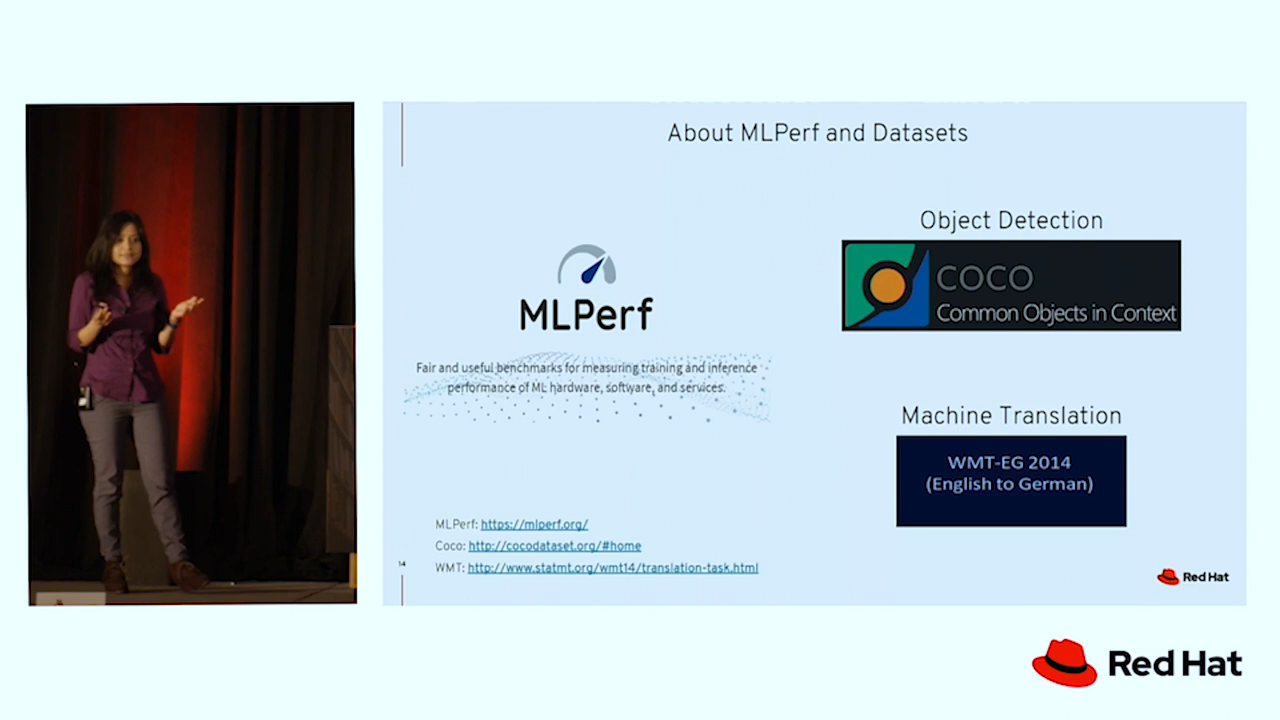 About MLPerf and Datasets
MLPerf
Fair and useful benchmarks for measuring training and inference
performance of ML hardware, software, and services.
Object Detection
COCO
Common Objects in Context
Machine Translation
WMT-EG 2014
(English to German)
MLPerf: https://mlperf.org/
Coco: http://cocodataset.org/#home
WMT: http://www.statmt.org/wmt14/translation-task.html
14
Red Hat
Red Hat